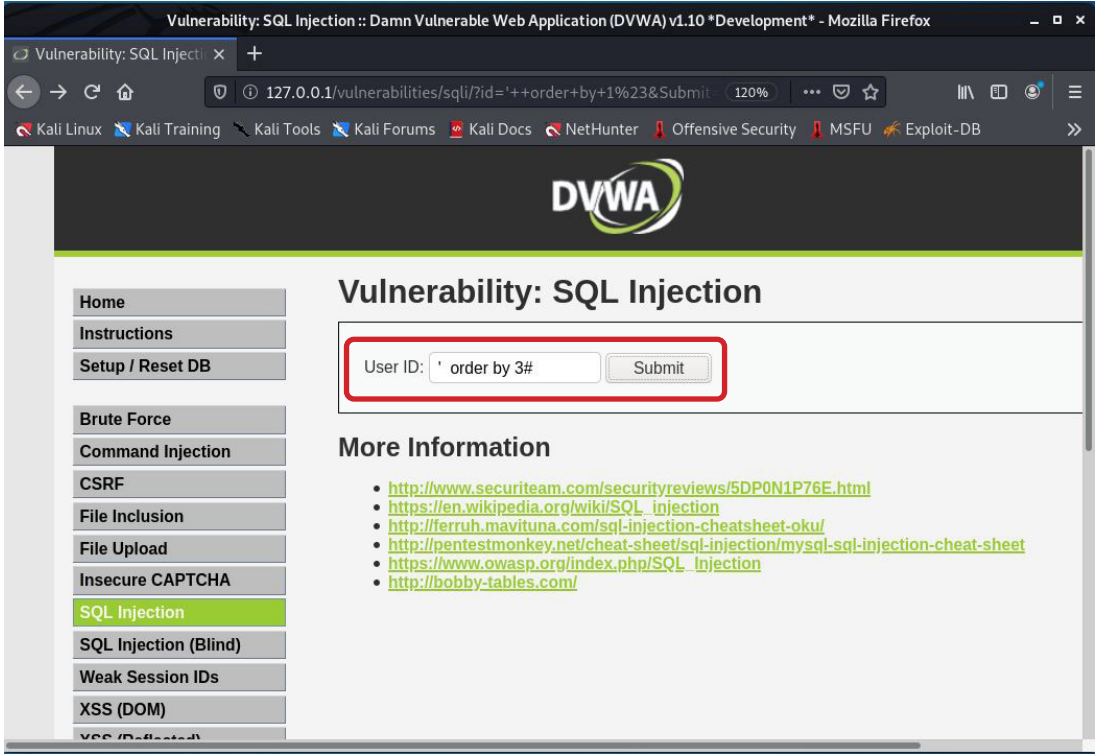 Vulnerability: SQL Injection :: Damn Vulnerable Web Application (DVWA) v1.10 *Development* - Mozilla Firefox
Vulnerability: SQL Injecti
127.0.0.1/vulnerabilities/sqli/?id='++order+by+1%23&Submit= 120%
Kali Linux Kali Training Kali Tools Kali Forums Kali Docs NetHunter Offensive Security MSFU Exploit-DB
DVWA
Vulnerability: SQL Injection
User ID: ' order by 3# Submit
More Information
http://www.securiteam.com/securityreviews/5DP0N1P76E.html
https://en.wikipedia.org/wiki/SQL_injection
http://ferruh.mavituna.com/sql-injection-cheatsheet-oku/
http://pentestmonkey.net/cheat-sheet/sql-injection/mysql-sql-injection-cheat-sheet
https://www.owasp.org/index.php/SQL_Injection
http://bobby-tables.com/
Home
Instructions
Setup / Reset DB
Brute Force
Command Injection
CSRF
File Inclusion
File Upload
Insecure CAPTCHA
SQL Injection
SQL Injection (Blind)
Weak Session IDs
XSS (DOM)
XSS (Reflected)